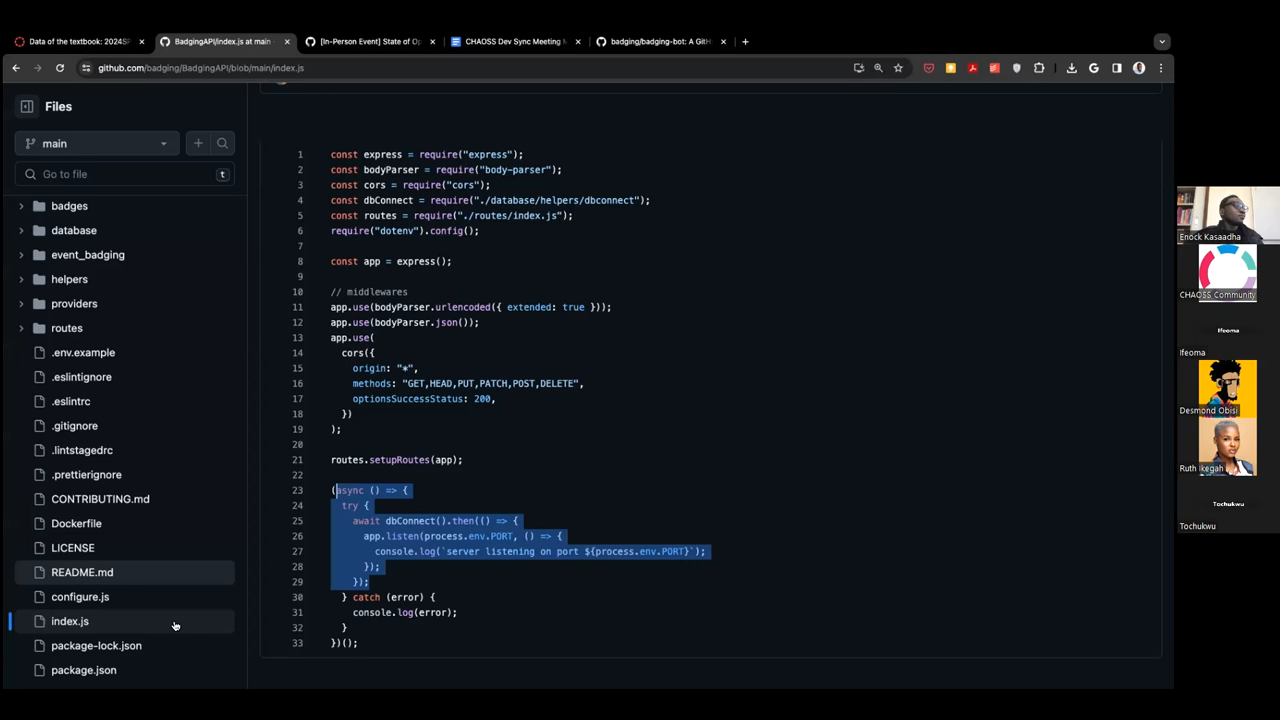 Data of the textbook: 2024SP
BadgingAPI/index.js at main
[In-Person Event] State of Op
CHAOSS Dev Sync Meeting M
badging/badging-bot: A GitH
github.com/badging/BadgingAPI/blob/main/index.js
Files
main
Go to file
t
badges
database
event_badging
helpers
providers
routes
.env.example
.eslintignore
.eslintrc
.gitignore
.lintstagedrc
.prettierignore
CONTRIBUTING.md
Dockerfile
LICENSE
README.md
configure.js
index.js
package-lock.json
package.json
1 const express = require("express");
2 const bodyParser = require("body-parser");
3 const cors = require("cors");
4 const dbConnect = require("./database/helpers/dbconnect");
5 const routes = require("./routes/index.js");
6 require("dotenv").config();
7
8 const app = express();
9
10 // middlewares
11 app.use(bodyParser.urlencoded({ extended: true }));
12 app.use(bodyParser.json());
13 app.use(
14 cors({
15 origin: "*",
16 methods: "GET,HEAD,PUT,PATCH,POST,DELETE",
17 optionsSuccessStatus: 200,
18 })
19 );
20
21 routes.setupRoutes(app);
22
23 (async () => {
24 try {
25 await dbConnect().then(() => {
26 app.listen(process.env.PORT, () => {
27 console.log(`server listening on port ${process.env.PORT}`);
28 });
29 });
30 } catch (error) {
31 console.log(error);
32 }
33 })();
Enock Kasaadha
CHAOSS Community
Ifeoma
Ifeoma
Desmond Obisi
Ruth Ikegah
Tochukwu
Tochukwu